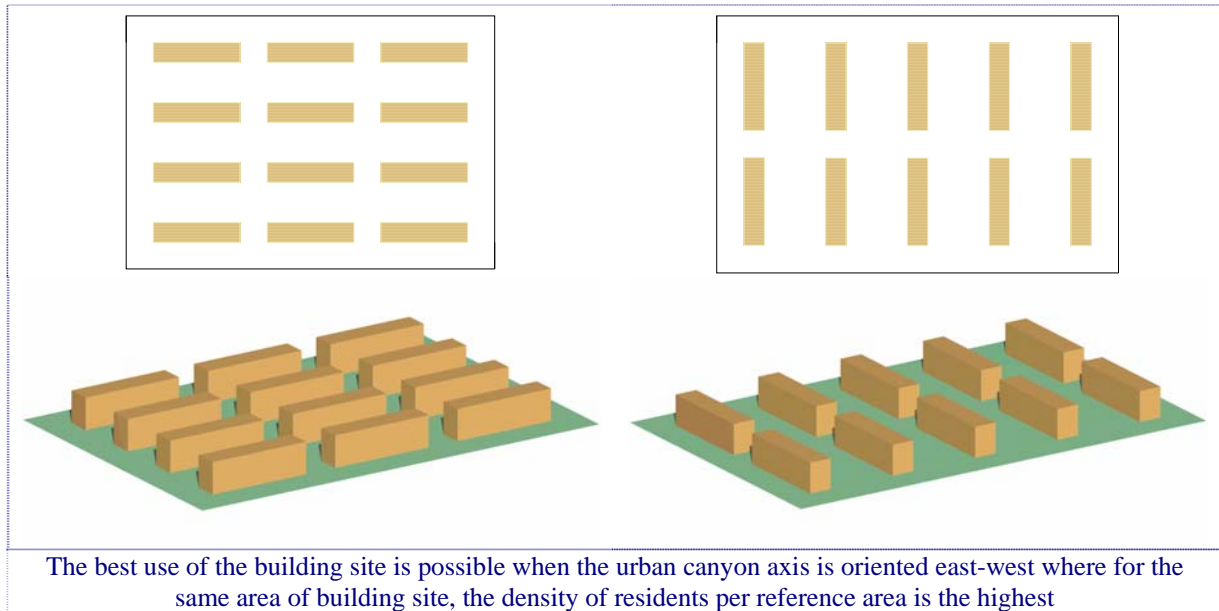 The best use of the building site is possible when the urban canyon axis is oriented east-west where for the
same area of building site, the density of residents per reference area is the highest